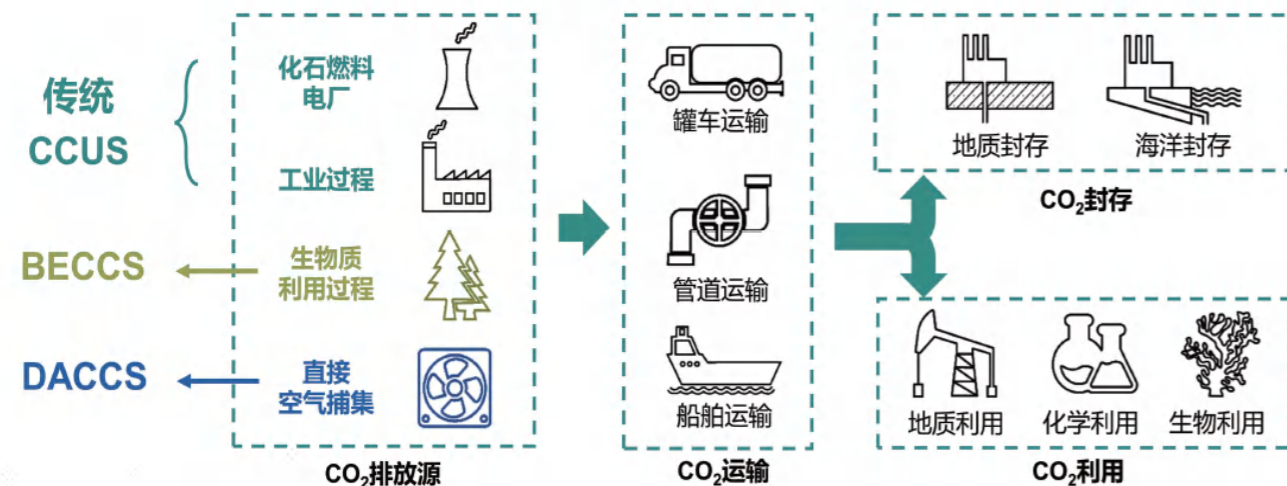 传统
CCUS
BECCS
DACCS
化石燃料
电厂
工业过程
生物质
利用过程
直接
空气捕集
CO₂排放源
罐车运输
管道运输
船舶运输
CO₂运输
地质封存
海洋封存
CO₂封存
地质利用
化学利用
生物利用
CO₂利用